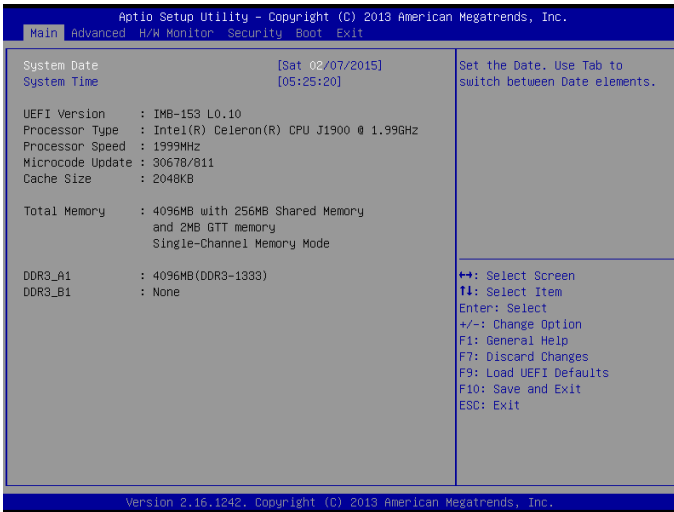 Aptio Setup Utility – Copyright (C) 2013 American Megatrends, Inc.
Main Advanced H/W Monitor Security Boot Exit
System Date [Sat 02/07/2015]
System Time [05:25:20]
UEFI Version : IMB-153 L0.10
Processor Type : Intel(R) Celeron(R) CPU J1900 @ 1.99GHz
Processor Speed : 1999MHz
Microcode Update : 30678/811
Cache Size : 2048KB
Total Memory : 4096MB with 256MB Shared Memory
and 2MB GTT memory
Single-Channel Memory Mode
DDR3_A1 : 4096MB(DDR3-1333)
DDR3_B1 : None
Set the Date. Use Tab to
switch between Date elements.
↔: Select Screen
↑↓: Select Item
Enter: Select
+/-: Change Option
F1: General Help
F7: Discard Changes
F9: Load UEFI Defaults
F10: Save and Exit
ESC: Exit
Version 2.16.1242. Copyright (C) 2013 American Megatrends, Inc.